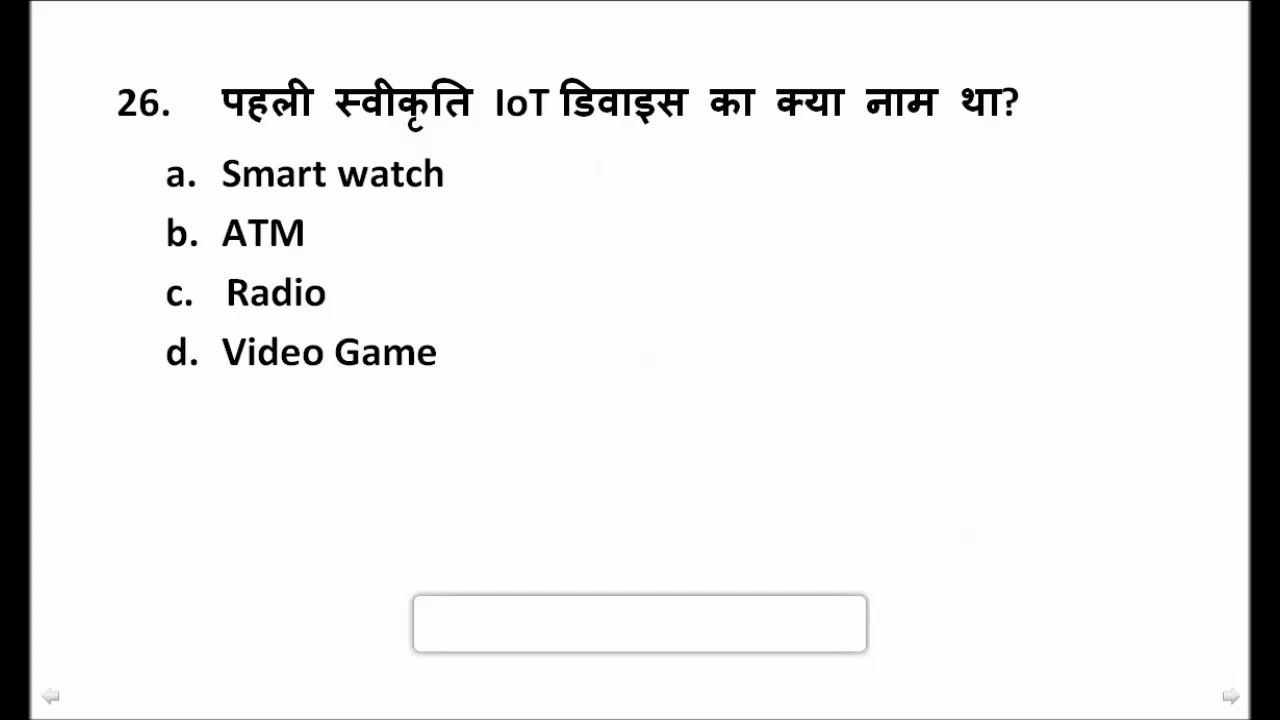 26. पहली स्वीकृति IoT डिवाइस का क्या नाम था?
a. Smart watch
b. ATM
c. Radio
d. Video Game